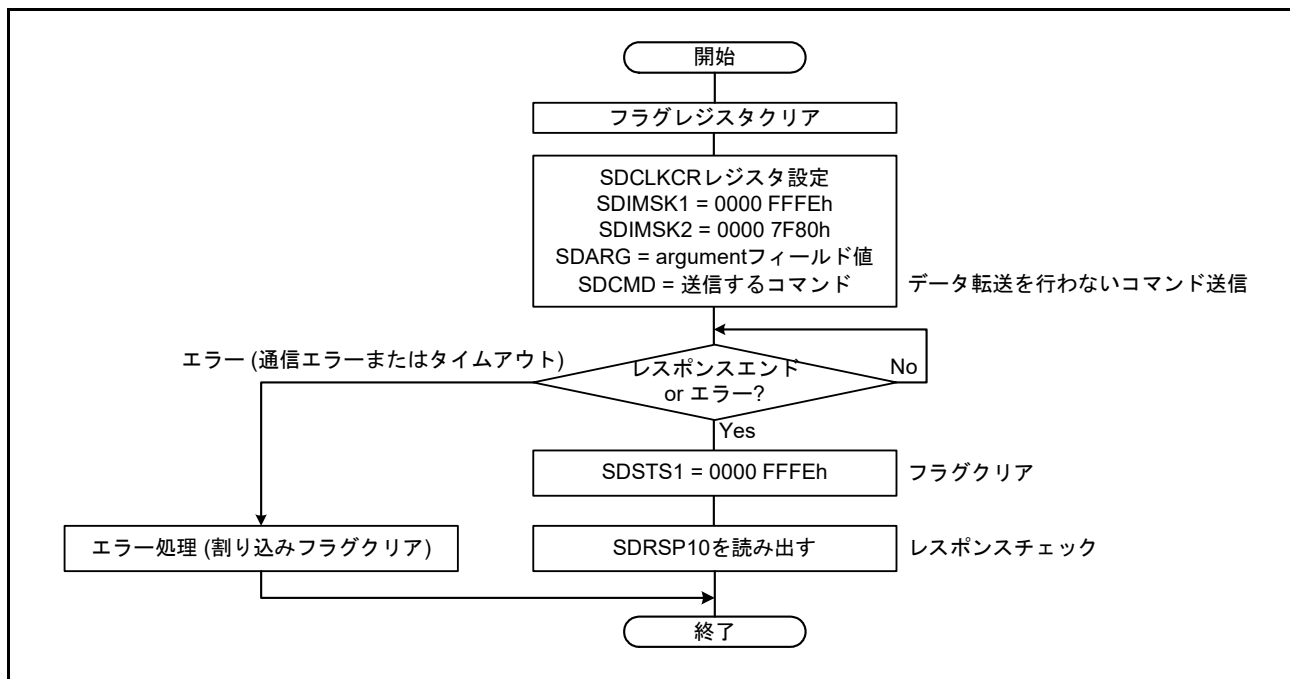 開始
フラグレジスタクリア
SDCLKCRレジスタ設定
SDIMSK1 = 0000 FFFEh
SDIMSK2 = 0000 7F80h
SDARG = argumentフィールド値
SDCMD = 送信するコマンド
データ転送を行わないコマンド送信
エラー (通信エラーまたはタイムアウト)
レスポンスエンド
or エラー?
No
Yes
SDSTS1 = 0000 FFFEh
フラグクリア
エラー処理 (割り込みフラグクリア)
SDRSP10を読み出す
レスポンスチェック
終了